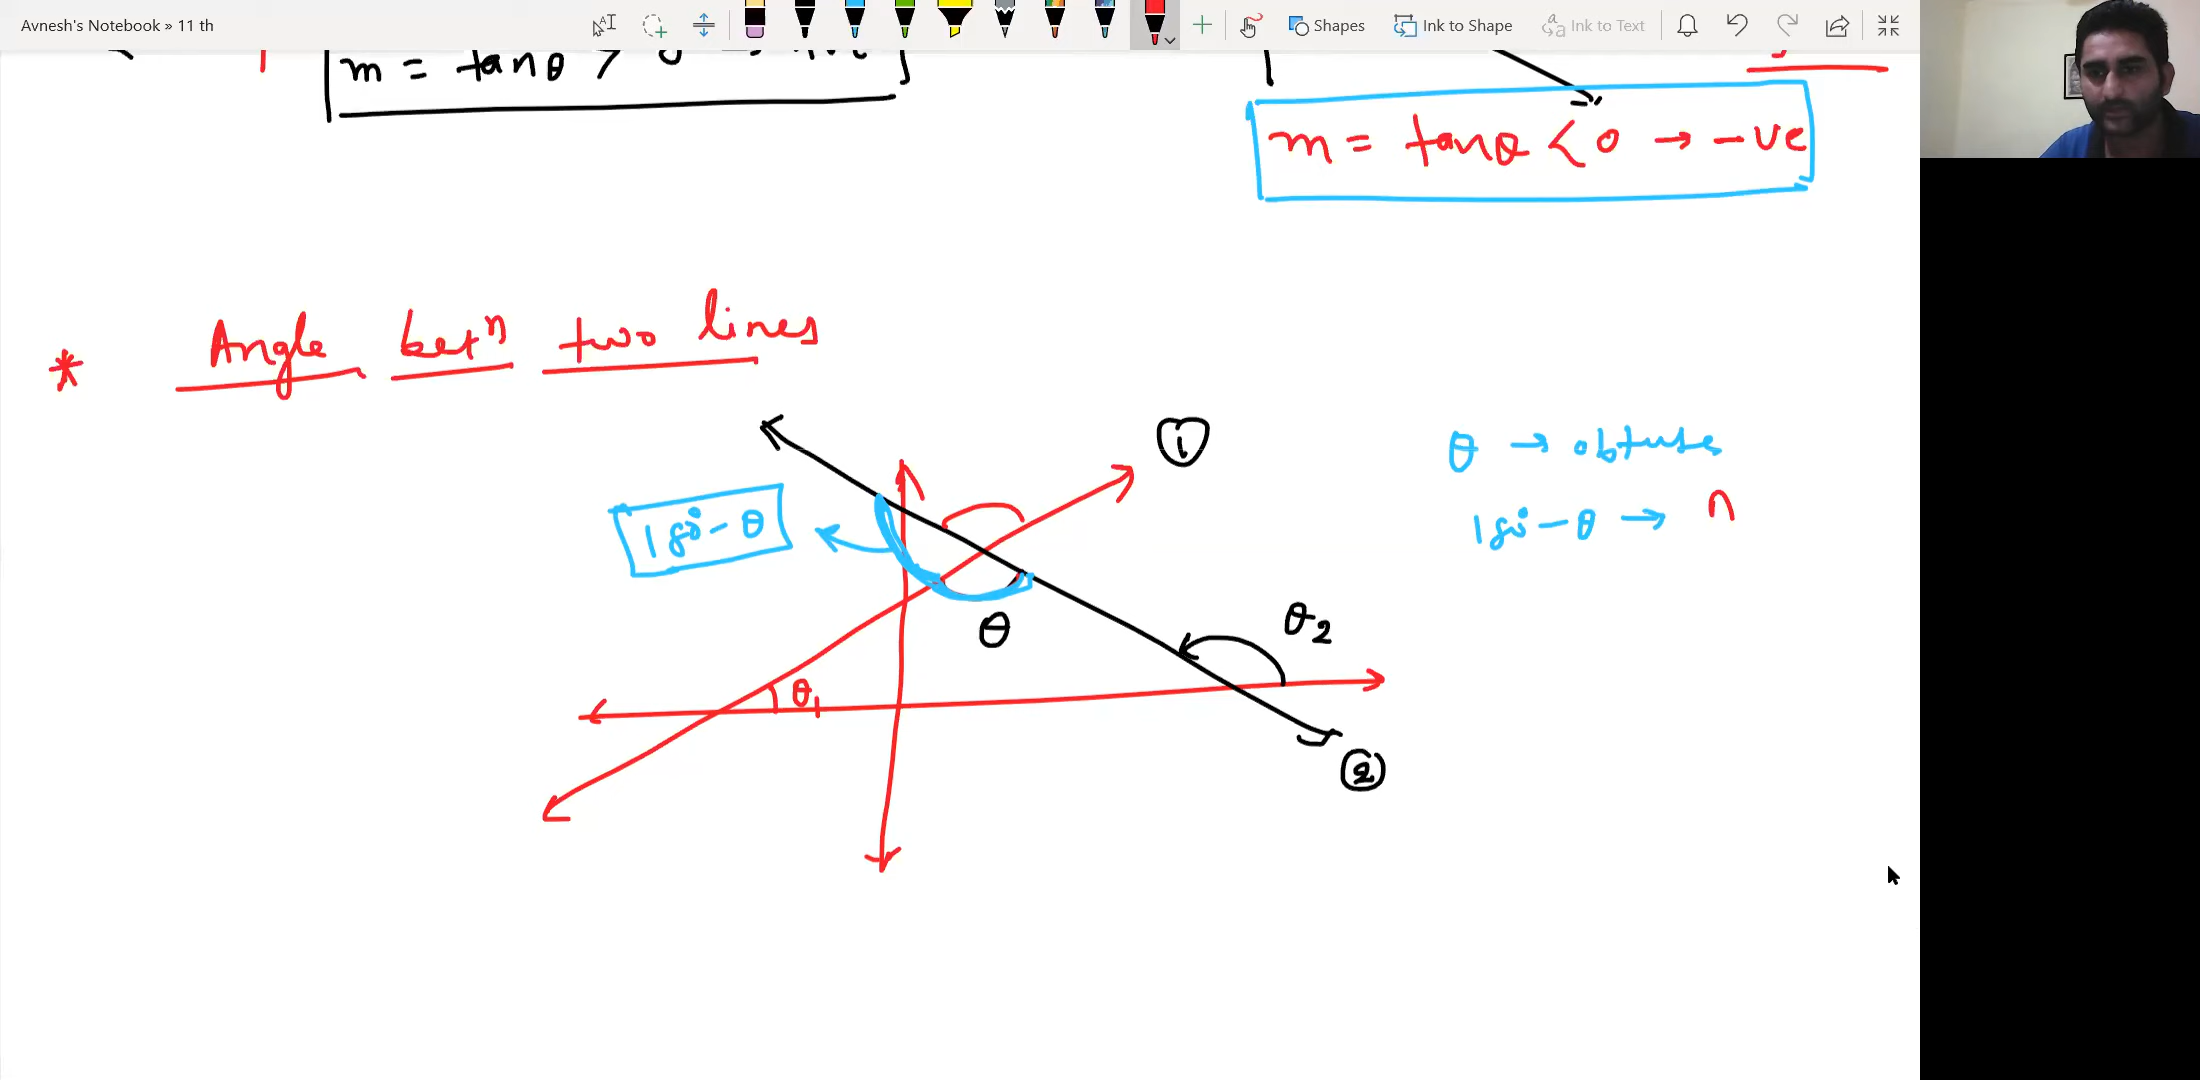 Avnesh's Notebook » 11 th
Shapes
Ink to Shape
Ink to Text
m = tanθ >
m = tanθ < 0 → -ve
* Angle betⁿ two lines
1
θ → obtuse
180° - θ
180° - θ → n
θ
θ₂
θ₁
2